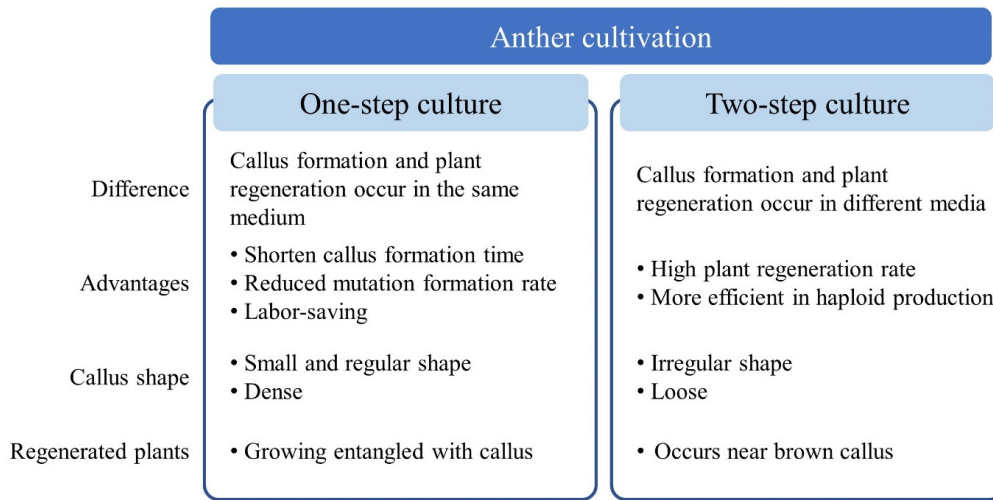 Anther cultivation
One-step culture
Two-step culture
Difference
Callus formation and plant
regeneration occur in the same
medium
Callus formation and plant
regeneration occur in different media
Advantages
• Shorten callus formation time
• Reduced mutation formation rate
• Labor-saving
• High plant regeneration rate
• More efficient in haploid production
Callus shape
• Small and regular shape
• Dense
• Irregular shape
• Loose
Regenerated plants
• Growing entangled with callus
• Occurs near brown callus